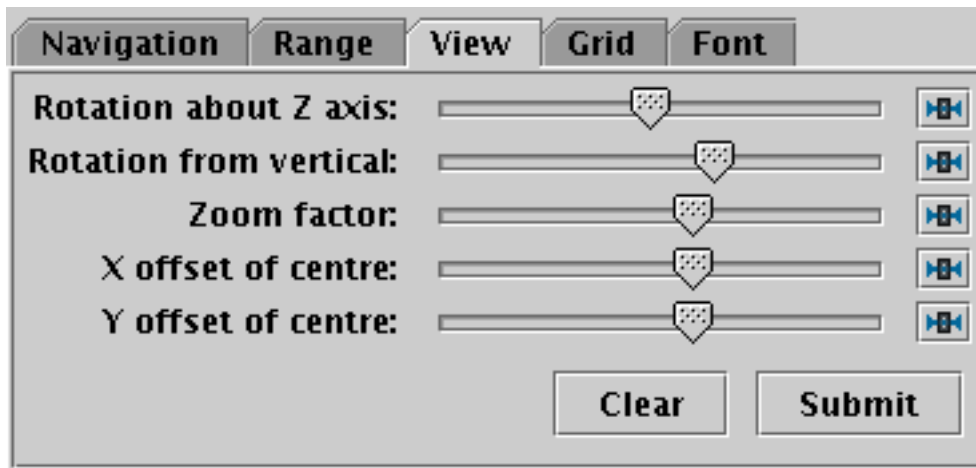 Navigation Range View Grid Font
Rotation about Z axis:
Rotation from vertical:
Zoom factor:
X offset of centre:
Y offset of centre:
Clear Submit